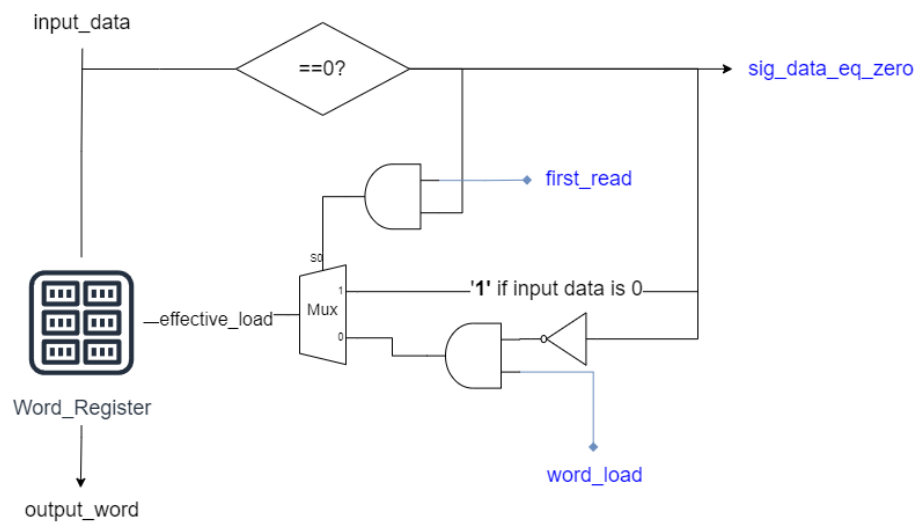 input_data
==0?
sig_data_eq_zero
first_read
S0
1
'1' if input data is 0
Mux
effective_load
0
Word_Register
word_load
output_word